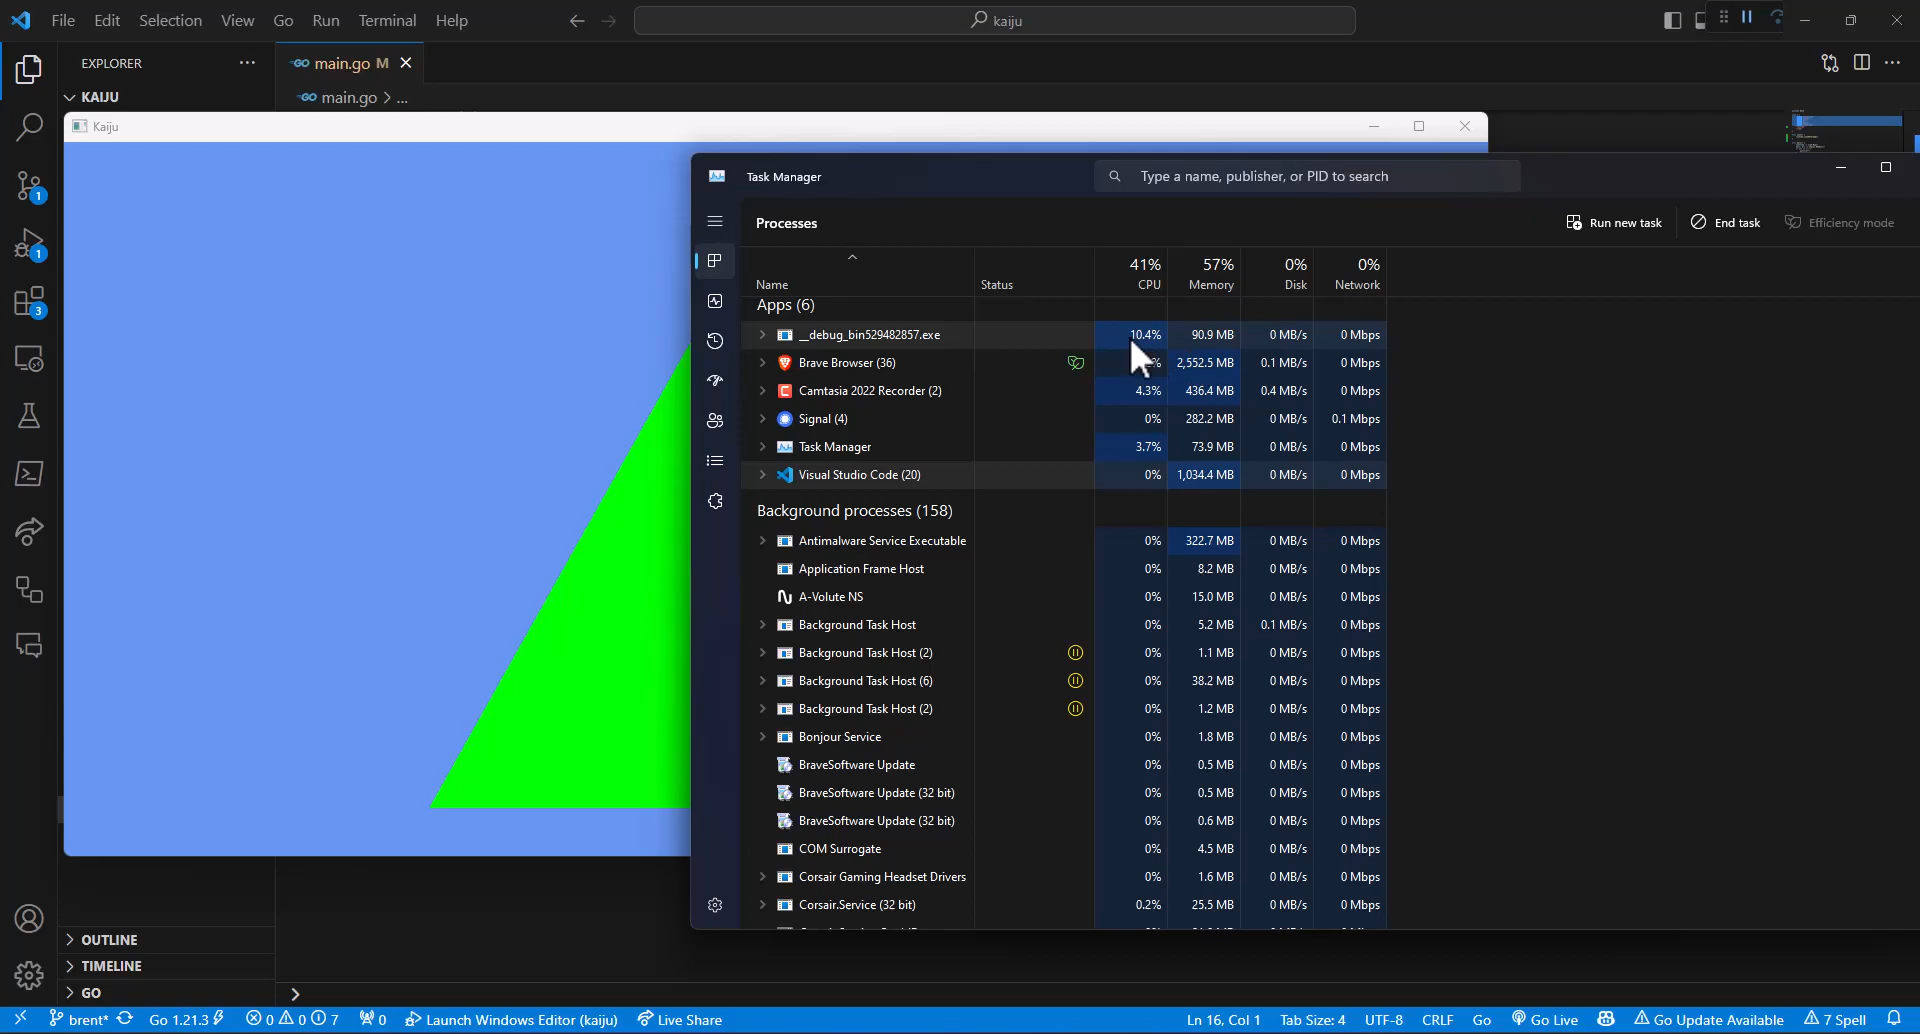 File Edit Selection View Go Run Terminal Help
kaiju
EXPLORER
main.go M
KAIJU
main.go > ...
Kaiju
Task Manager
Type a name, publisher, or PID to search
Processes
Run new task
End task
Efficiency mode
41% 57% 0% 0%
Name Status CPU Memory Disk Network
Apps (6)
__debug_bin529482857.exe 10.4% 90.9 MB 0 MB/s 0 Mbps
Brave Browser (36) % 2,552.5 MB 0.1 MB/s 0 Mbps
Camtasia 2022 Recorder (2) 4.3% 436.4 MB 0.4 MB/s 0 Mbps
Signal (4) 0% 282.2 MB 0 MB/s 0.1 Mbps
Task Manager 3.7% 73.9 MB 0 MB/s 0 Mbps
Visual Studio Code (20) 0% 1,034.4 MB 0 MB/s 0 Mbps
Background processes (158)
Antimalware Service Executable 0% 322.7 MB 0 MB/s 0 Mbps
Application Frame Host 0% 8.2 MB 0 MB/s 0 Mbps
A-Volute NS 0% 15.0 MB 0 MB/s 0 Mbps
Background Task Host 0% 5.2 MB 0.1 MB/s 0 Mbps
Background Task Host (2) 0% 1.1 MB 0 MB/s 0 Mbps
Background Task Host (6) 0% 38.2 MB 0 MB/s 0 Mbps
Background Task Host (2) 0% 1.2 MB 0 MB/s 0 Mbps
Bonjour Service 0% 1.8 MB 0 MB/s 0 Mbps
BraveSoftware Update 0% 0.5 MB 0 MB/s 0 Mbps
BraveSoftware Update (32 bit) 0% 0.5 MB 0 MB/s 0 Mbps
BraveSoftware Update (32 bit) 0% 0.6 MB 0 MB/s 0 Mbps
COM Surrogate 0% 4.5 MB 0 MB/s 0 Mbps
Corsair Gaming Headset Drivers 0% 1.6 MB 0 MB/s 0 Mbps
Corsair.Service (32 bit) 0.2% 25.5 MB 0 MB/s 0 Mbps
1
1
3
OUTLINE
TIMELINE
GO
brent* Go 1.21.3 0 0 7 0 Launch Windows Editor (kaiju) Live Share Ln 16, Col 1 Tab Size: 4 UTF-8 CRLF Go Go Live Go Update Available 7 Spell